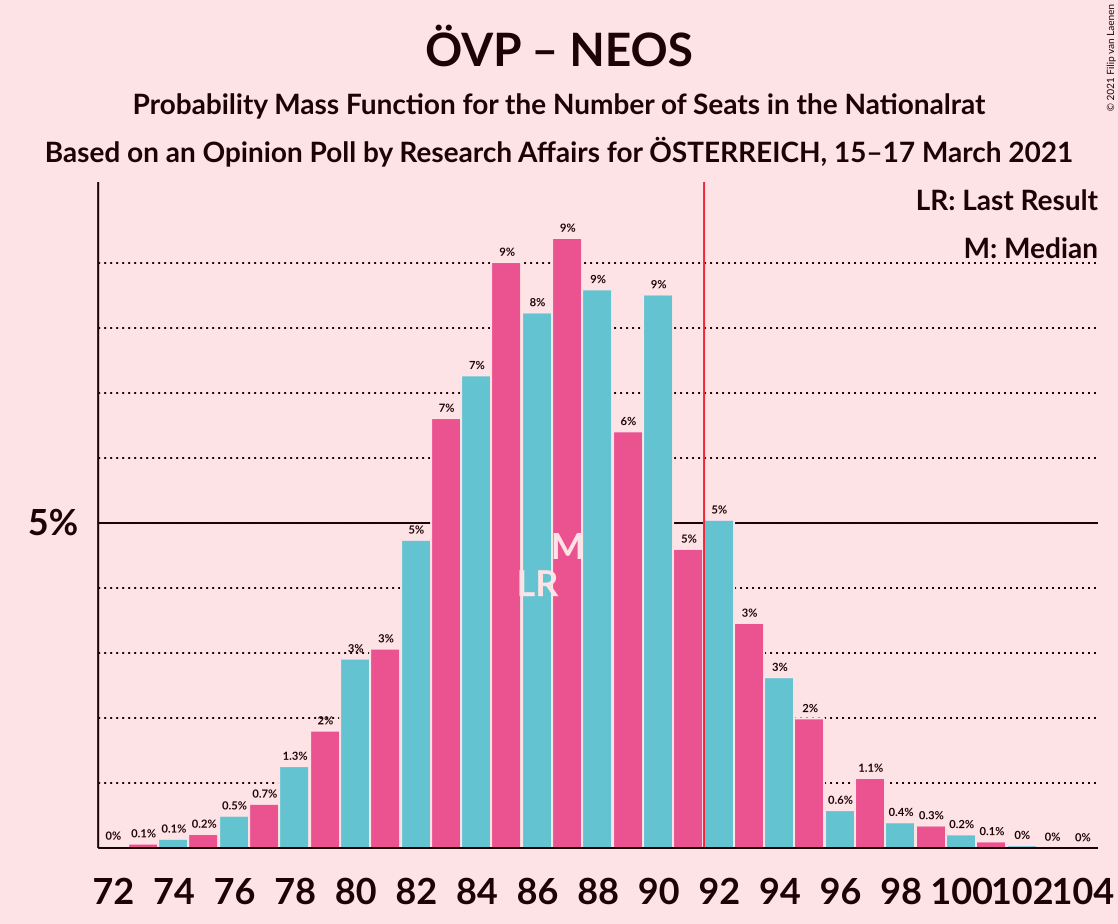 ÖVP – NEOS
Probability Mass Function for the Number of Seats in the Nationalrat
Based on an Opinion Poll by Research Affairs for ÖSTERREICH, 15–17 March 2021
© 2021 Filip van Laenen
LR: Last Result
M: Median
5%
0% 0.1% 0.1% 0.2% 0.5% 0.7% 1.3% 2% 3% 3% 5% 7% 7% 9% 8% 9% 9% 6% 9% 5% 5% 3% 3% 2% 0.6% 1.1% 0.4% 0.3% 0.2% 0.1% 0% 0% 0%
M
LR
72 74 76 78 80 82 84 86 88 90 92 94 96 98 100 102 104